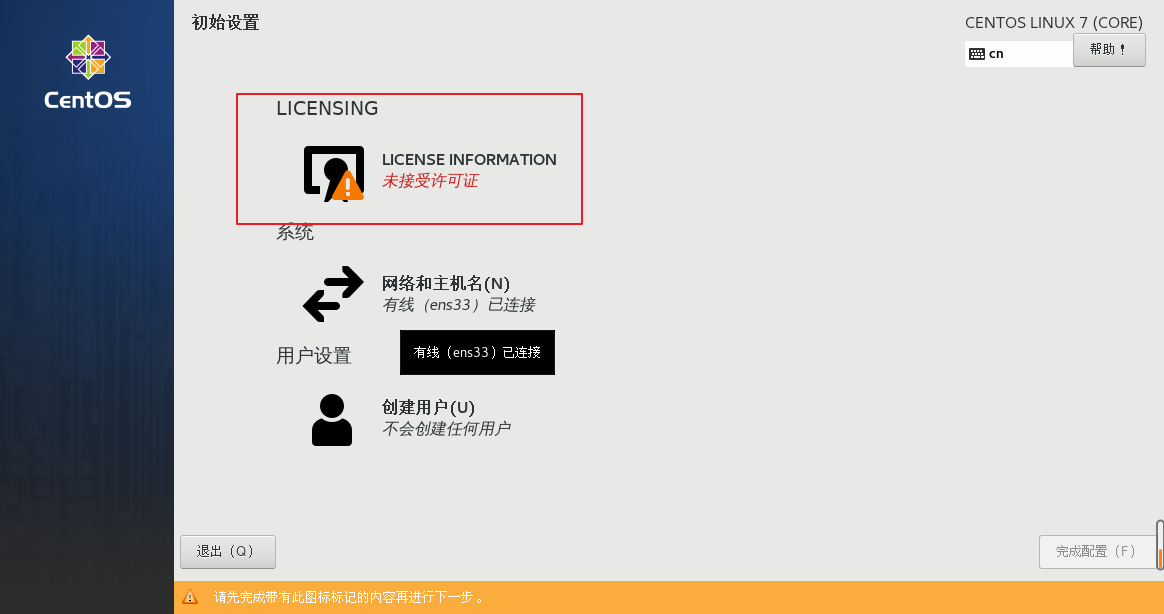 初始设置
CENTOS LINUX 7 (CORE)
cn
帮助！
CentOS
LICENSING
LICENSE INFORMATION
未接受许可证
系统
网络和主机名(N)
有线（ens33）已连接
用户设置
有线（ens33）已连接
创建用户(U)
不会创建任何用户
退出（Q）
完成配置（F）
请先完成带有此图标标记的内容再进行下一步。